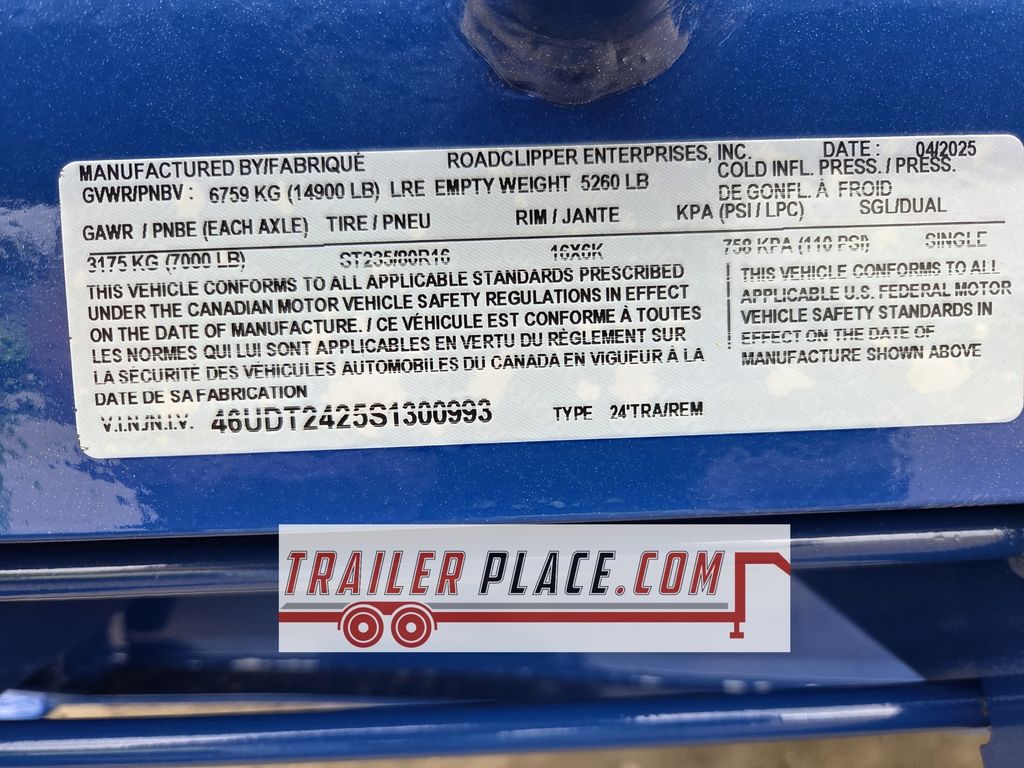 MANUFACTURED BY/FABRIQUÉ ROADCLIPPER ENTERPRISES, INC. DATE : 04/2025
GVWR/PNBV : 6759 KG (14900 LB) LRE EMPTY WEIGHT 5260 LB COLD INFL. PRESS. / PRESS.
DE GONFL. À FROID
GAWR / PNBE (EACH AXLE) TIRE / PNEU RIM / JANTE KPA (PSI / LPC) SGL/DUAL
3175 KG (7000 LB) ST235/80R16 16X6K 758 KPA (110 PSI) SINGLE
THIS VEHICLE CONFORMS TO ALL APPLICABLE STANDARDS PRESCRIBED
UNDER THE CANADIAN MOTOR VEHICLE SAFETY REGULATIONS IN EFFECT
ON THE DATE OF MANUFACTURE. / CE VÉHICULE EST CONFORME À TOUTES
LES NORMES QUI LUI SONT APPLICABLES EN VERTU DU RÈGLEMENT SUR
LA SÉCURITÉ DES VÉHICULES AUTOMOBILES DU CANADA EN VIGUEUR À LA
DATE DE SA FABRICATION
THIS VEHICLE CONFORMS TO ALL
APPLICABLE U.S. FEDERAL MOTOR
VEHICLE SAFETY STANDARDS IN
EFFECT ON THE DATE OF
MANUFACTURE SHOWN ABOVE
V.I.N./N.I.V. 46UDT2425S1300993 TYPE 24'TRA/REM
TRAILER PLACE.COM